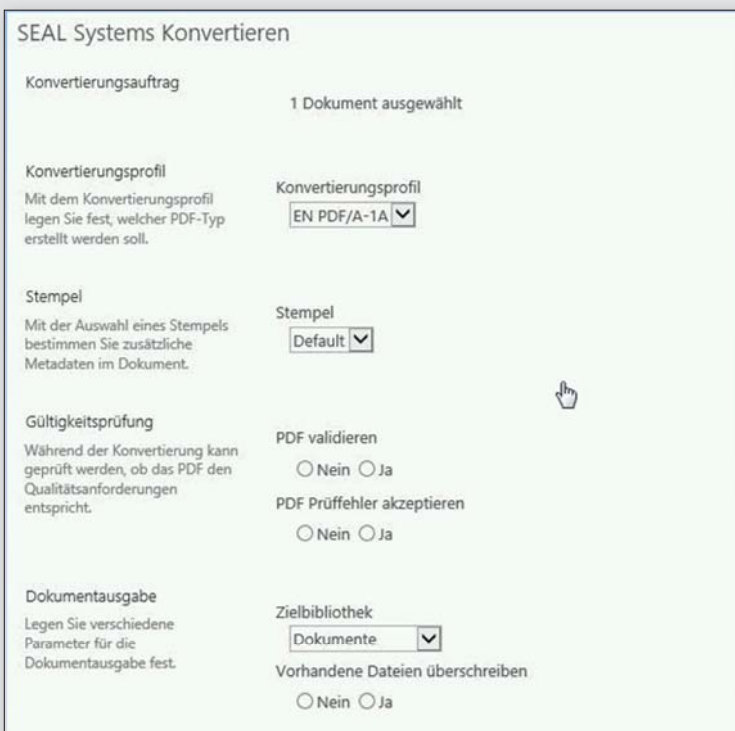 SEAL Systems Konvertieren
Konvertierungsauftrag
1 Dokument ausgewählt
Konvertierungsprofil
Mit dem Konvertierungsprofil
legen Sie fest, welcher PDF-Typ
erstellt werden soll.
Konvertierungsprofil
EN PDF/A-1A
Stempel
Mit der Auswahl eines Stempels
bestimmen Sie zusätzliche
Metadaten im Dokument.
Stempel
Default
Gültigkeitsprüfung
Während der Konvertierung kann
geprüft werden, ob das PDF den
Qualitätsanforderungen
entspricht.
PDF validieren
Nein Ja
PDF Prüffehler akzeptieren
Nein Ja
Dokumentausgabe
Legen Sie verschiedene
Parameter für die
Dokumentausgabe fest.
Zielbibliothek
Dokumente
Vorhandene Dateien überschreiben
Nein Ja